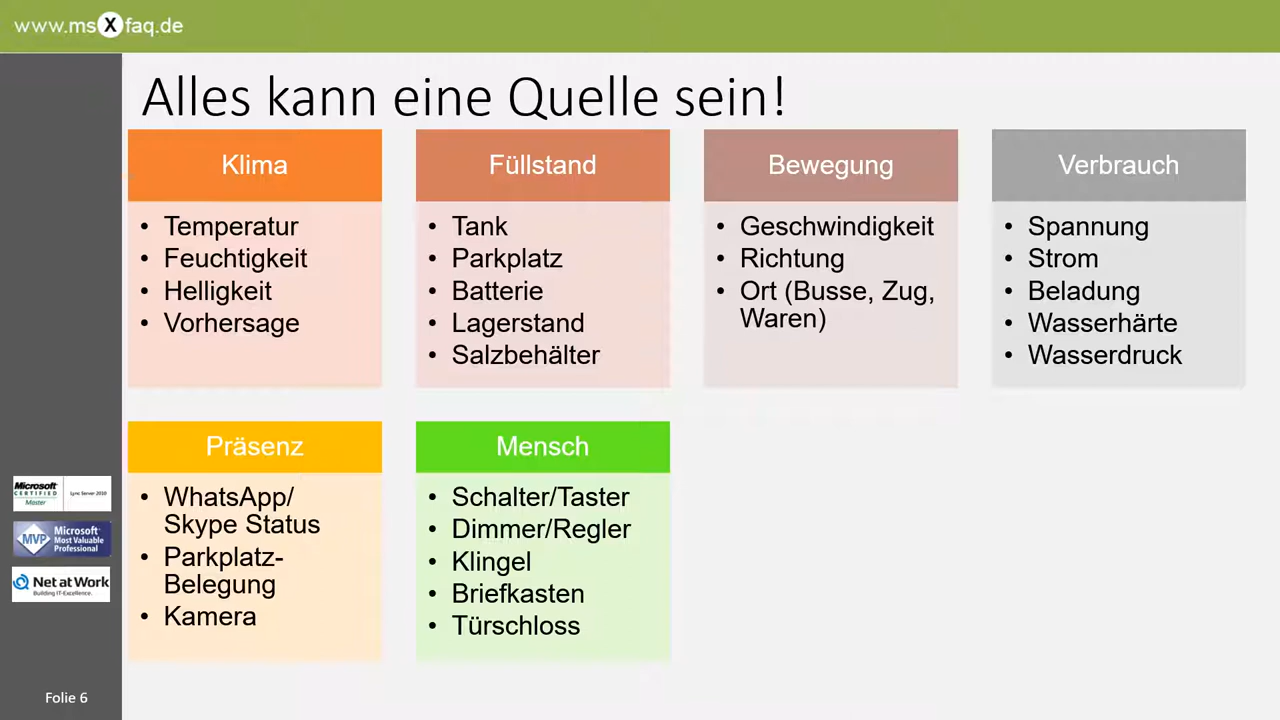 www.msXfaq.de
Alles kann eine Quelle sein!
Klima
• Temperatur
• Feuchtigkeit
• Helligkeit
• Vorhersage
Füllstand
• Tank
• Parkplatz
• Batterie
• Lagerstand
• Salzbehälter
Bewegung
• Geschwindigkeit
• Richtung
• Ort (Busse, Zug,
Waren)
Verbrauch
• Spannung
• Strom
• Beladung
• Wasserhärte
• Wasserdruck
Präsenz
• WhatsApp/
Skype Status
• Parkplatz-
Belegung
• Kamera
Mensch
• Schalter/Taster
• Dimmer/Regler
• Klingel
• Briefkasten
• Türschloss
Microsoft
CERTIFIED
Master
Lync Server 2010
MVP
Microsoft
Most Valuable
Professional
Net at Work
Building IT-Excellence.
Folie 6